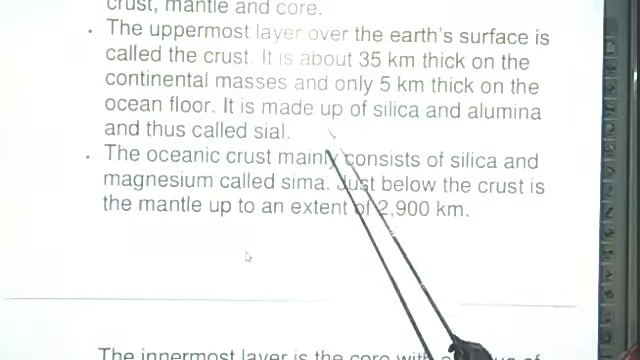 crust, mantle and core.
• The uppermost layer over the earth's surface is
called the crust. It is about 35 km thick on the
continental masses and only 5 km thick on the
ocean floor. It is made up of silica and alumina
and thus called sial.
• The oceanic crust mainly consists of silica and
magnesium called sima. Just below the crust is
the mantle up to an extent of 2,900 km.
The innermost layer is the core with a of